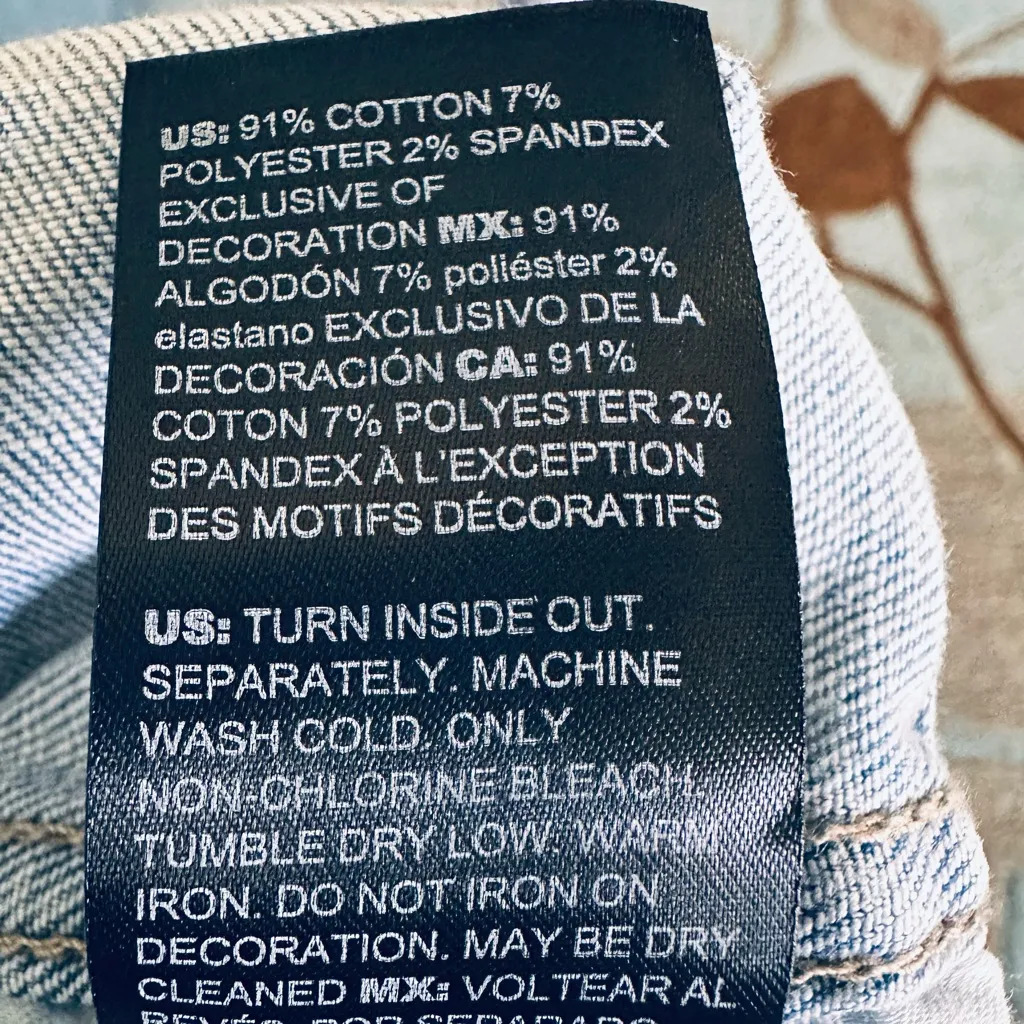 US: 91% COTTON 7%
POLYESTER 2% SPANDEX
EXCLUSIVE OF
DECORATION MX: 91%
ALGODÓN 7% poliéster 2%
elastano EXCLUSIVO DE LA
DECORACIÓN CA: 91%
COTON 7% POLYESTER 2%
SPANDEX À L'EXCEPTION
DES MOTIFS DÉCORATIFS
US: TURN INSIDE OUT.
SEPARATELY. MACHINE
WASH COLD. ONLY
NON-CHLORINE BLEACH.
TUMBLE DRY LOW. WARM
IRON. DO NOT IRON ON
DECORATION. MAY BE DRY
CLEANED MX: VOLTEAR AL
REVÉS. POR SEPARADO.